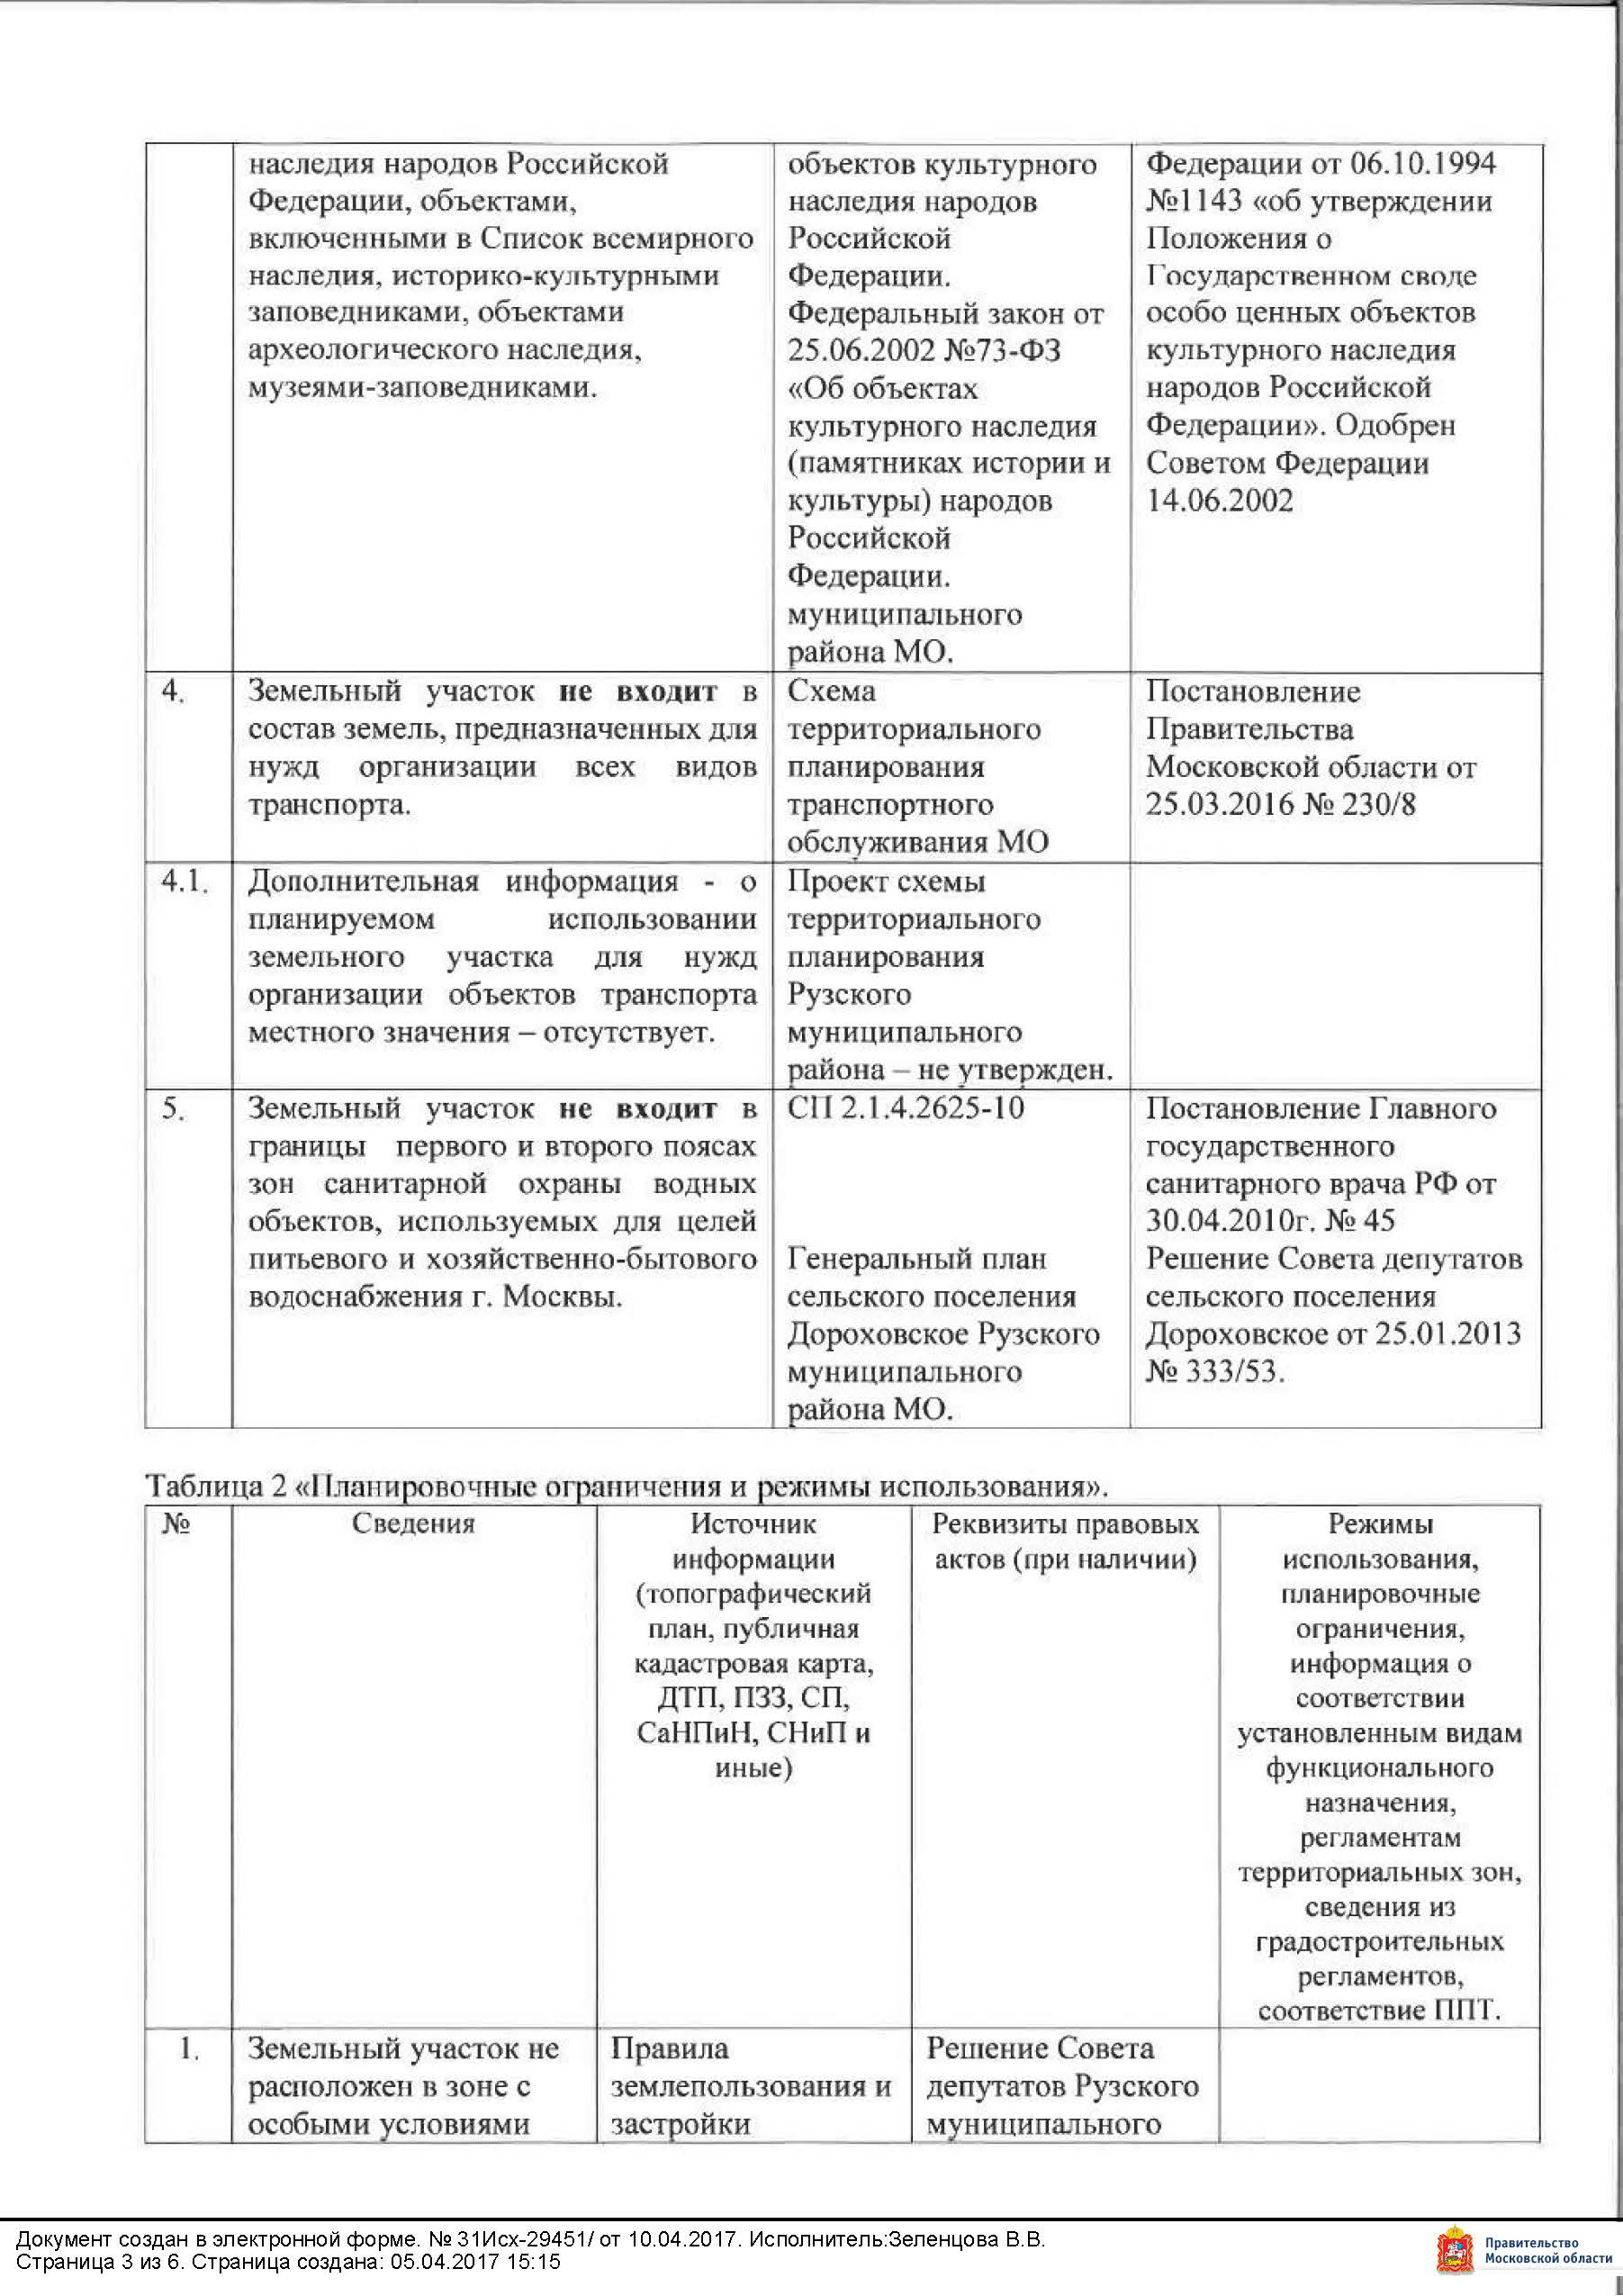 наследия народов Российской
Федерации, объектами,
включенными в Список всемирного
наследия, историко-культурными
заповедниками, объектами
археологического наследия,
музеями-заповедниками.
объектов культурного
наследия народов
Российской
Федерации.
Федеральный закон от
25.06.2002 №73-ФЗ
«Об объектах
культурного наследия
(памятниках истории и
культуры) народов
Российской
Федерации.
муниципального
района МО.
Федерации от 06.10.1994
№1143 «об утверждении
Положения о
Государственном своде
особо ценных объектов
культурного наследия
народов Российской
Федерации». Одобрен
Советом Федерации
14.06.2002
4.
Земельный участок не входит в
состав земель, предназначенных для
нужд организации всех видов
транспорта.
Схема
территориального
планирования
транспортного
обслуживания МО
Постановление
Правительства
Московской области от
25.03.2016 № 230/8
4.1.
Дополнительная информация - о
планируемом использовании
земельного участка для нужд
организации объектов транспорта
местного значения – отсутствует.
Проект схемы
территориального
планирования
Рузского
муниципального
района – не утвержден.
5.
Земельный участок не входит в
границы первого и второго поясах
зон санитарной охраны водных
объектов, используемых для целей
питьевого и хозяйственно-бытового
водоснабжения г. Москвы.
СП 2.1.4.2625-10
Генеральный план
сельского поселения
Дороховское Рузского
муниципального
района МО.
Постановление Главного
государственного
санитарного врача РФ от
30.04.2010г. № 45
Решение Совета депутатов
сельского поселения
Дороховское от 25.01.2013
№ 333/53.
Таблица 2 «Планировочные ограничения и режимы использования».
№
Сведения
Источник
информации
(топографический
план, публичная
кадастровая карта,
ДТП, ПЗЗ, СП,
СаНПиН, СНиП и
иные)
Реквизиты правовых
актов (при наличии)
Режимы
использования,
планировочные
ограничения,
информация о
соответствии
установленным видам
функционального
назначения,
регламентам
территориальных зон,
сведения из
градостроительных
регламентов,
соответствие ППТ.
1.
Земельный участок не
расположен в зоне с
особыми условиями
Правила
землепользования и
застройки
Решение Совета
депутатов Рузского
муниципального
Документ создан в электронной форме. № 31Исх-29451/ от 10.04.2017. Исполнитель:Зеленцова В.В.
Страница 3 из 6. Страница создана: 05.04.2017 15:15
Правительство
Московской области